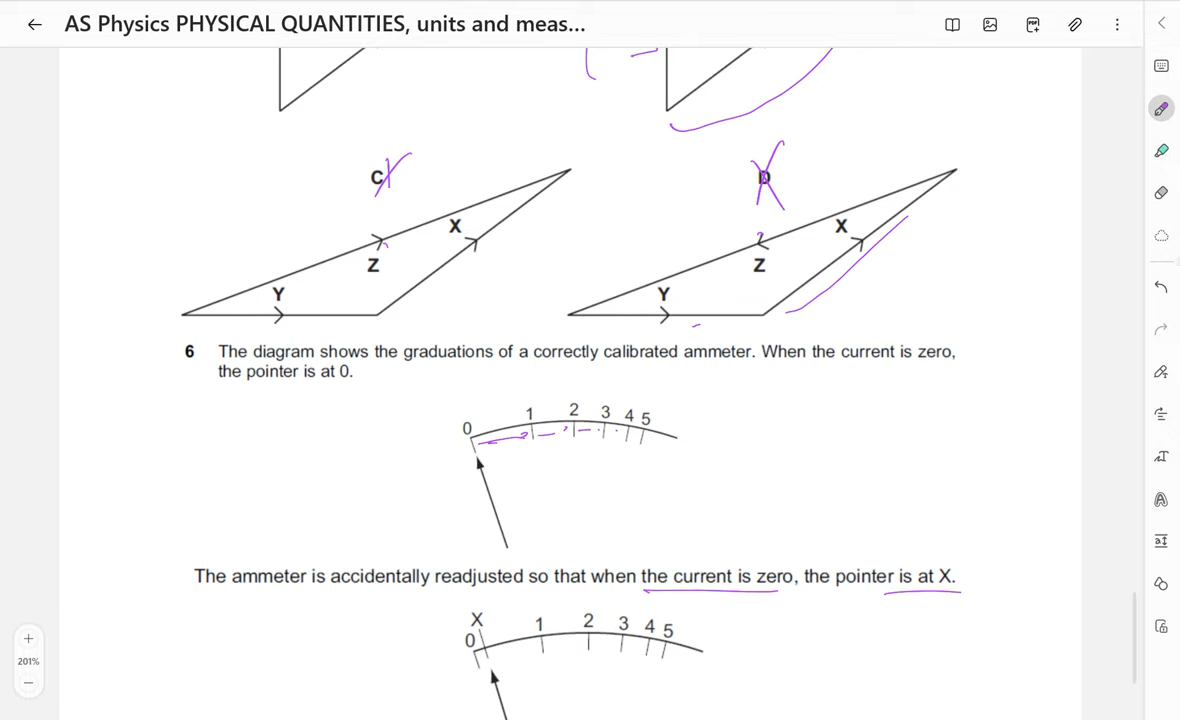 AS Physics PHYSICAL QUANTITIES, units and meas...
C
D
X
X
Z
Z
Y
Y
6 The diagram shows the graduations of a correctly calibrated ammeter. When the current is zero,
the pointer is at 0.
0 1 2 3 4 5
The ammeter is accidentally readjusted so that when the current is zero, the pointer is at X.
X
0 1 2 3 4 5
201%